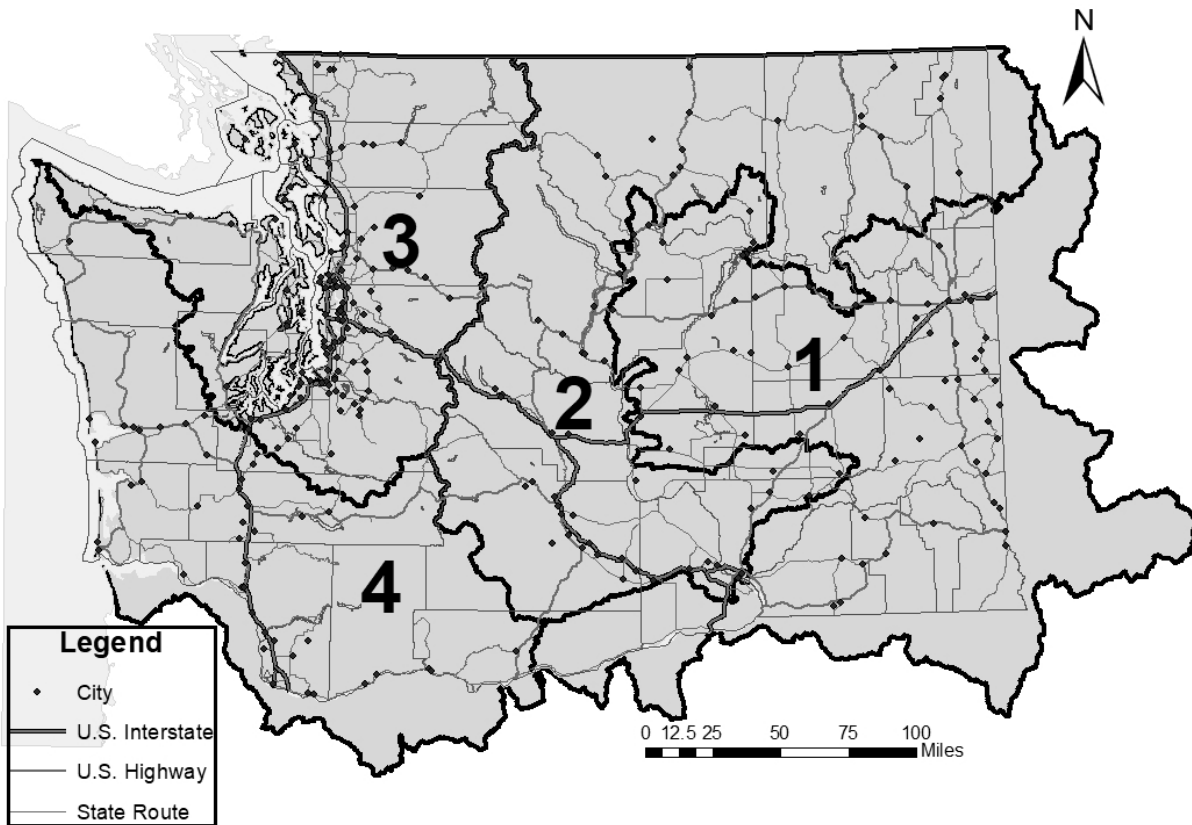 N
3
1
2
4
Legend
City
U.S. Interstate
U.S. Highway
State Route
0 12.5 25 50 75 100
Miles